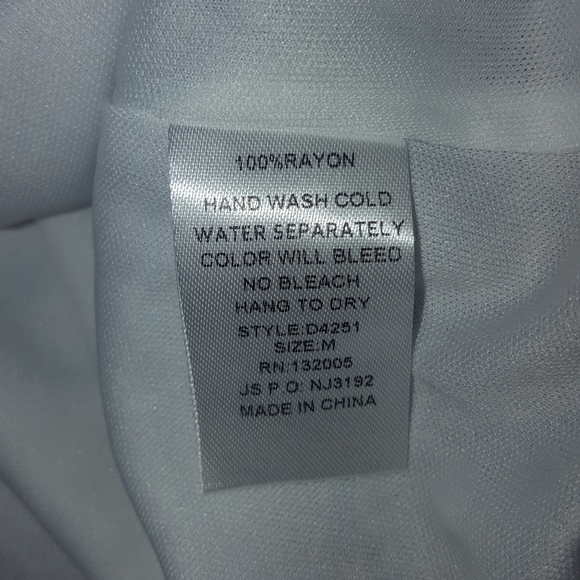 100%RAYON
HAND WASH COLD
WATER SEPARATELY
COLOR WILL BLEED
NO BLEACH
HANG TO DRY
STYLE:D4251
SIZE:M
RN:132005
JS P O: NJ3192
MADE IN CHINA